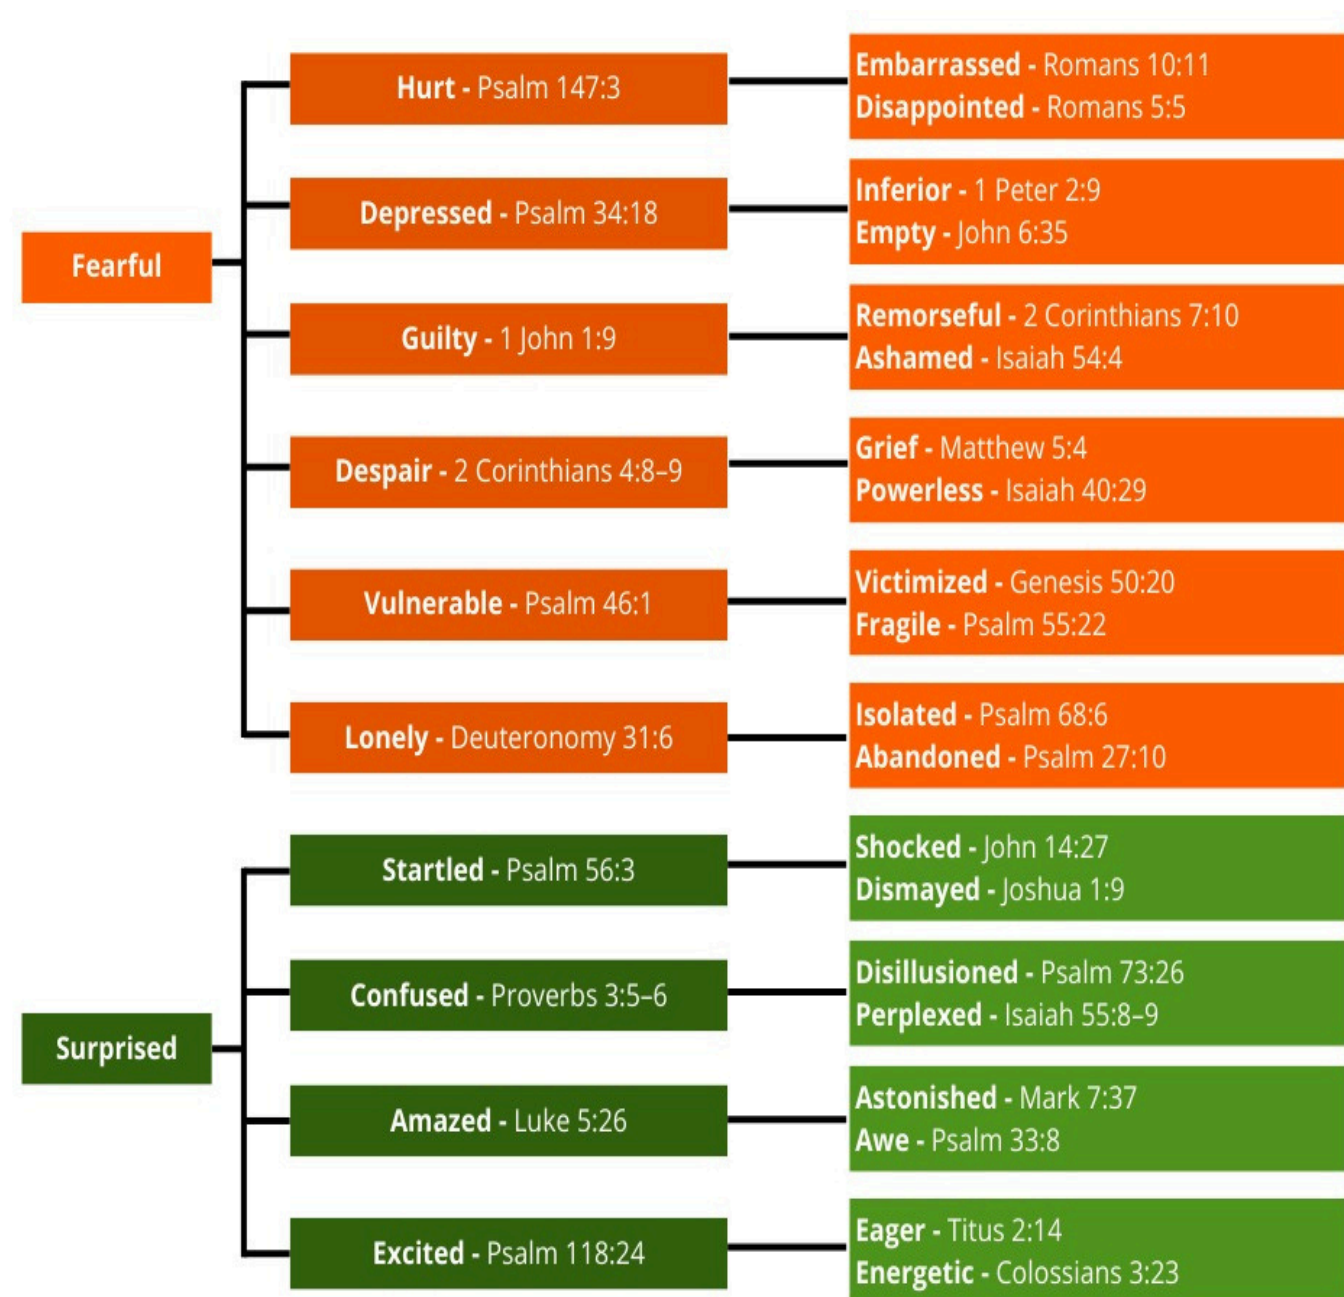 Fearful
Hurt - Psalm 147:3
Embarrassed - Romans 10:11
Disappointed - Romans 5:5
Depressed - Psalm 34:18
Inferior - 1 Peter 2:9
Empty - John 6:35
Guilty - 1 John 1:9
Remorseful - 2 Corinthians 7:10
Ashamed - Isaiah 54:4
Despair - 2 Corinthians 4:8–9
Grief - Matthew 5:4
Powerless - Isaiah 40:29
Vulnerable - Psalm 46:1
Victimized - Genesis 50:20
Fragile - Psalm 55:22
Lonely - Deuteronomy 31:6
Isolated - Psalm 68:6
Abandoned - Psalm 27:10
Surprised
Startled - Psalm 56:3
Shocked - John 14:27
Dismayed - Joshua 1:9
Confused - Proverbs 3:5–6
Disillusioned - Psalm 73:26
Perplexed - Isaiah 55:8–9
Amazed - Luke 5:26
Astonished - Mark 7:37
Awe - Psalm 33:8
Excited - Psalm 118:24
Eager - Titus 2:14
Energetic - Colossians 3:23